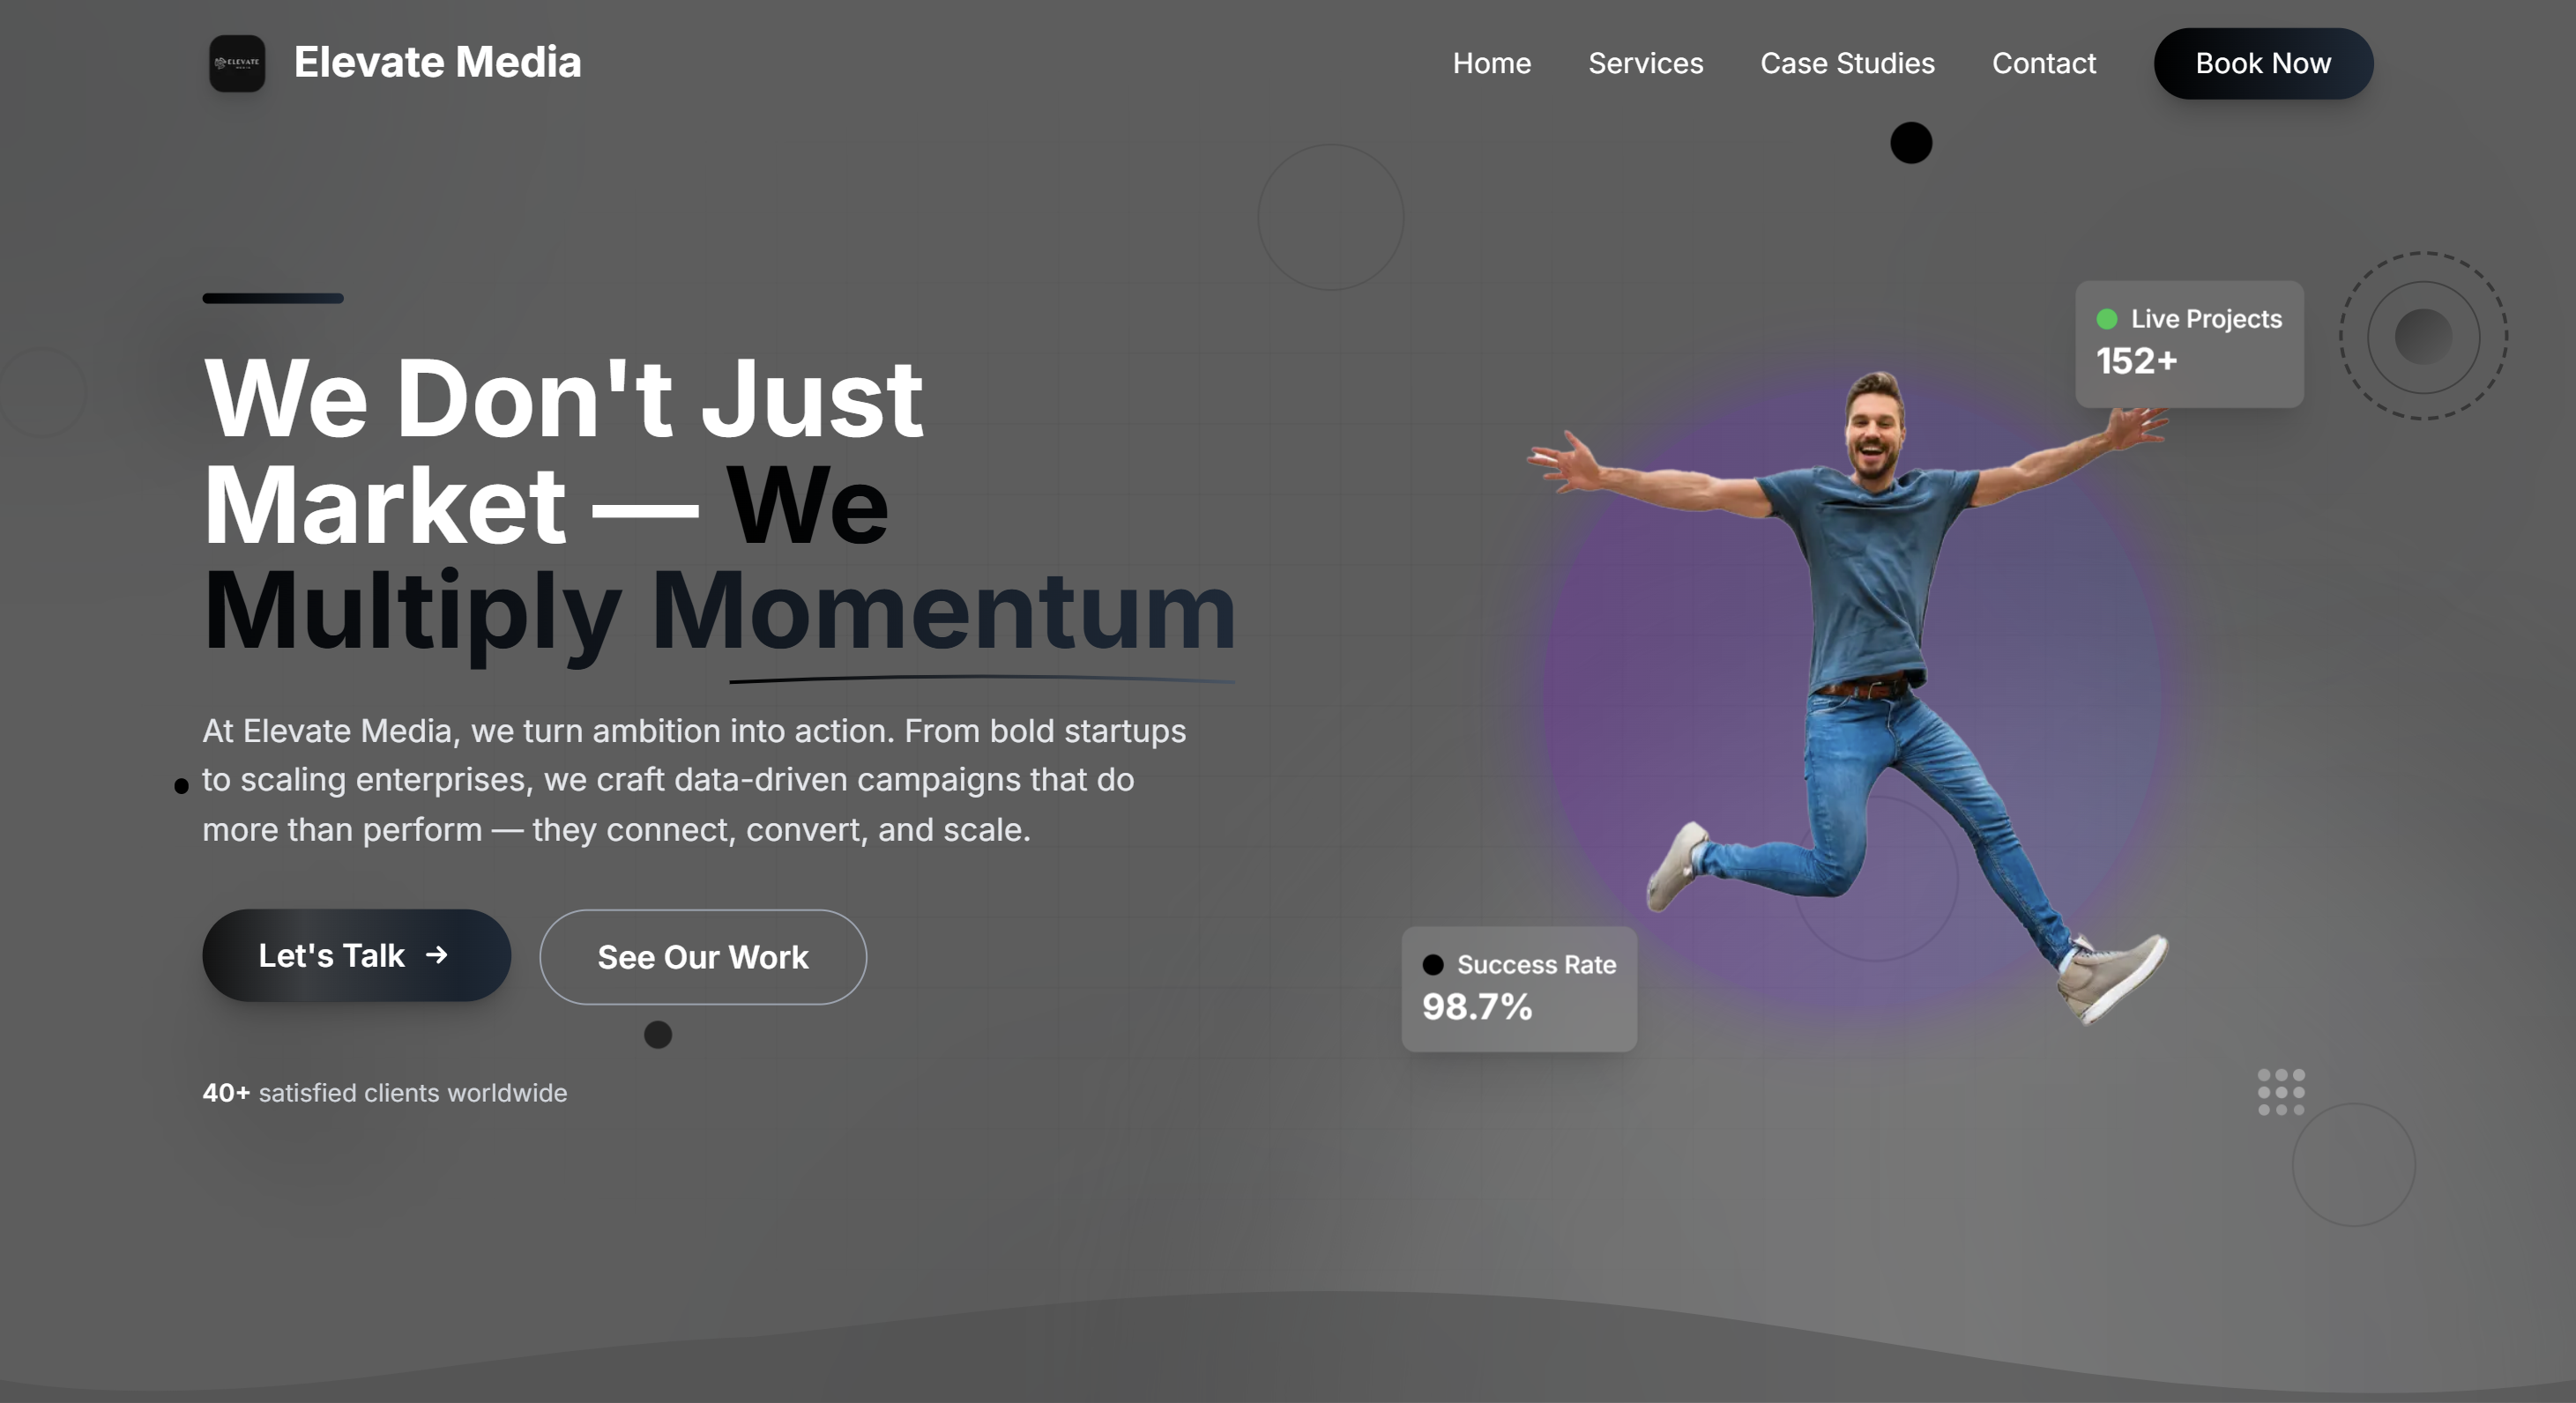 ELEVATE
Elevate Media
Home
Services
Case Studies
Contact
Book Now
We Don't Just
Market — We
Multiply Momentum
At Elevate Media, we turn ambition into action. From bold startups
to scaling enterprises, we craft data-driven campaigns that do
more than perform — they connect, convert, and scale.
Let's Talk →
See Our Work
40+ satisfied clients worldwide
Live Projects
152+
Success Rate
98.7%